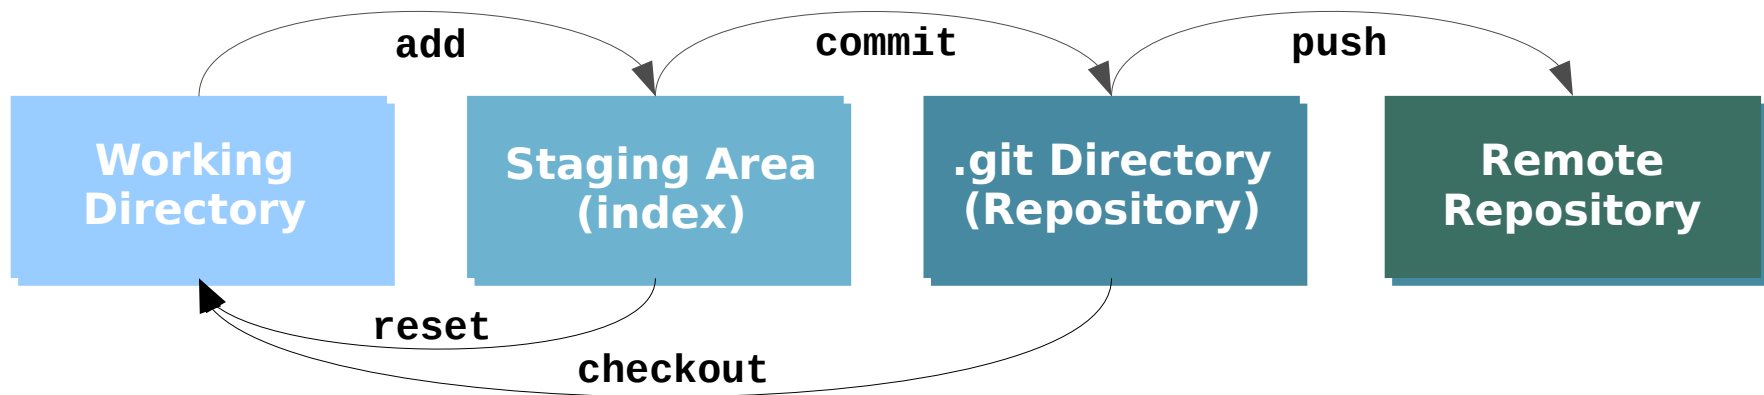 add
commit
push
Working
Directory
Staging Area
(index)
.git Directory
(Repository)
Remote
Repository
reset
checkout